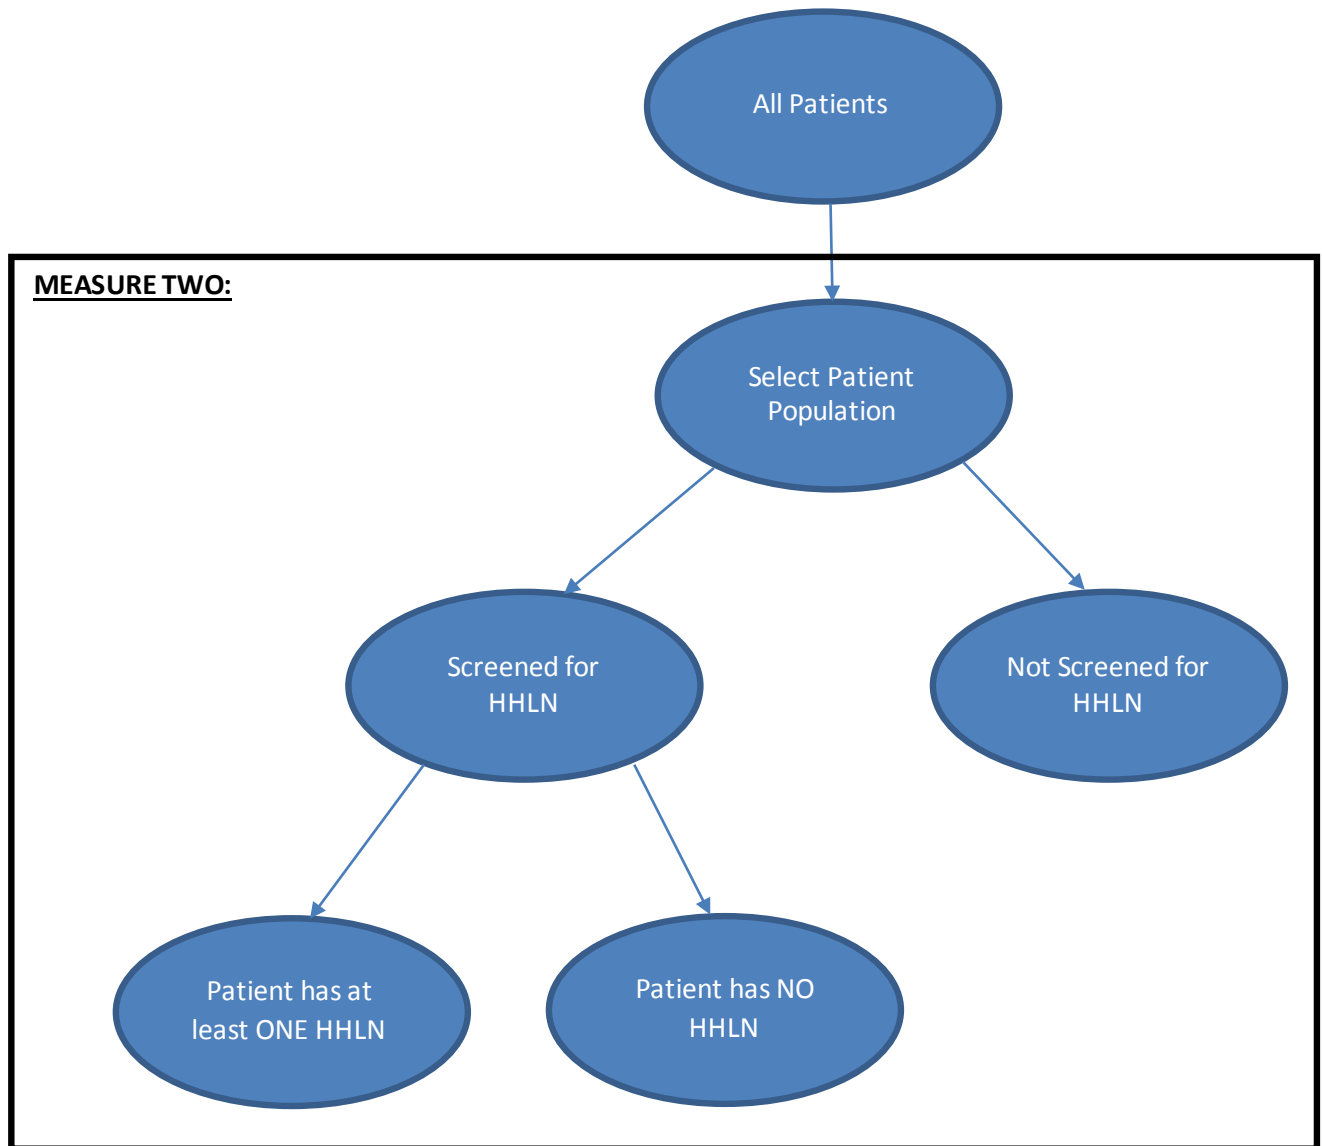 All Patients
MEASURE TWO:
Select Patient
Population
Screened for
HHLN
Not Screened for
HHLN
Patient has at
least ONE HHLN
Patient has NO
HHLN